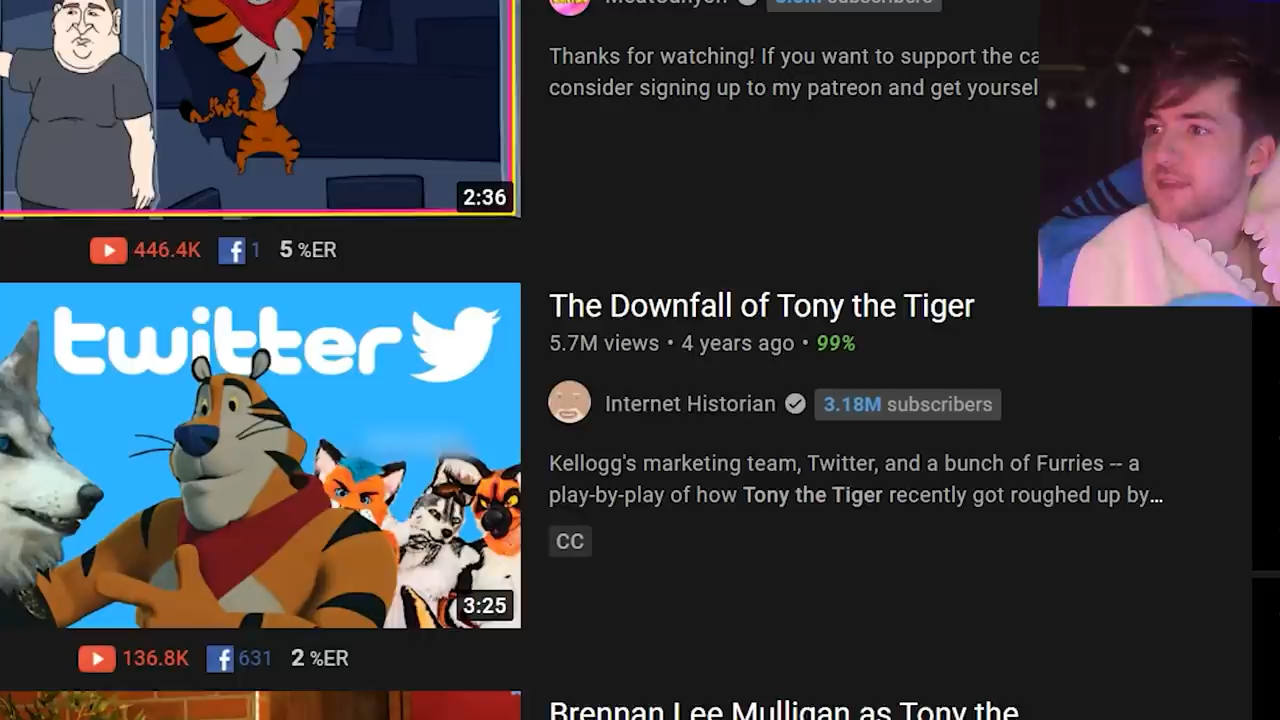 Thanks for watching! If you want to support the ca
consider signing up to my patreon and get yoursel
2:36
446.4K 1 5 %ER
twitter
3:25
The Downfall of Tony the Tiger
5.7M views • 4 years ago • 99%
Internet Historian 3.18M subscribers
Kellogg's marketing team, Twitter, and a bunch of Furries -- a
play-by-play of how Tony the Tiger recently got roughed up by…
CC
136.8K 631 2 %ER
Brennan Lee Mulligan as Tony the